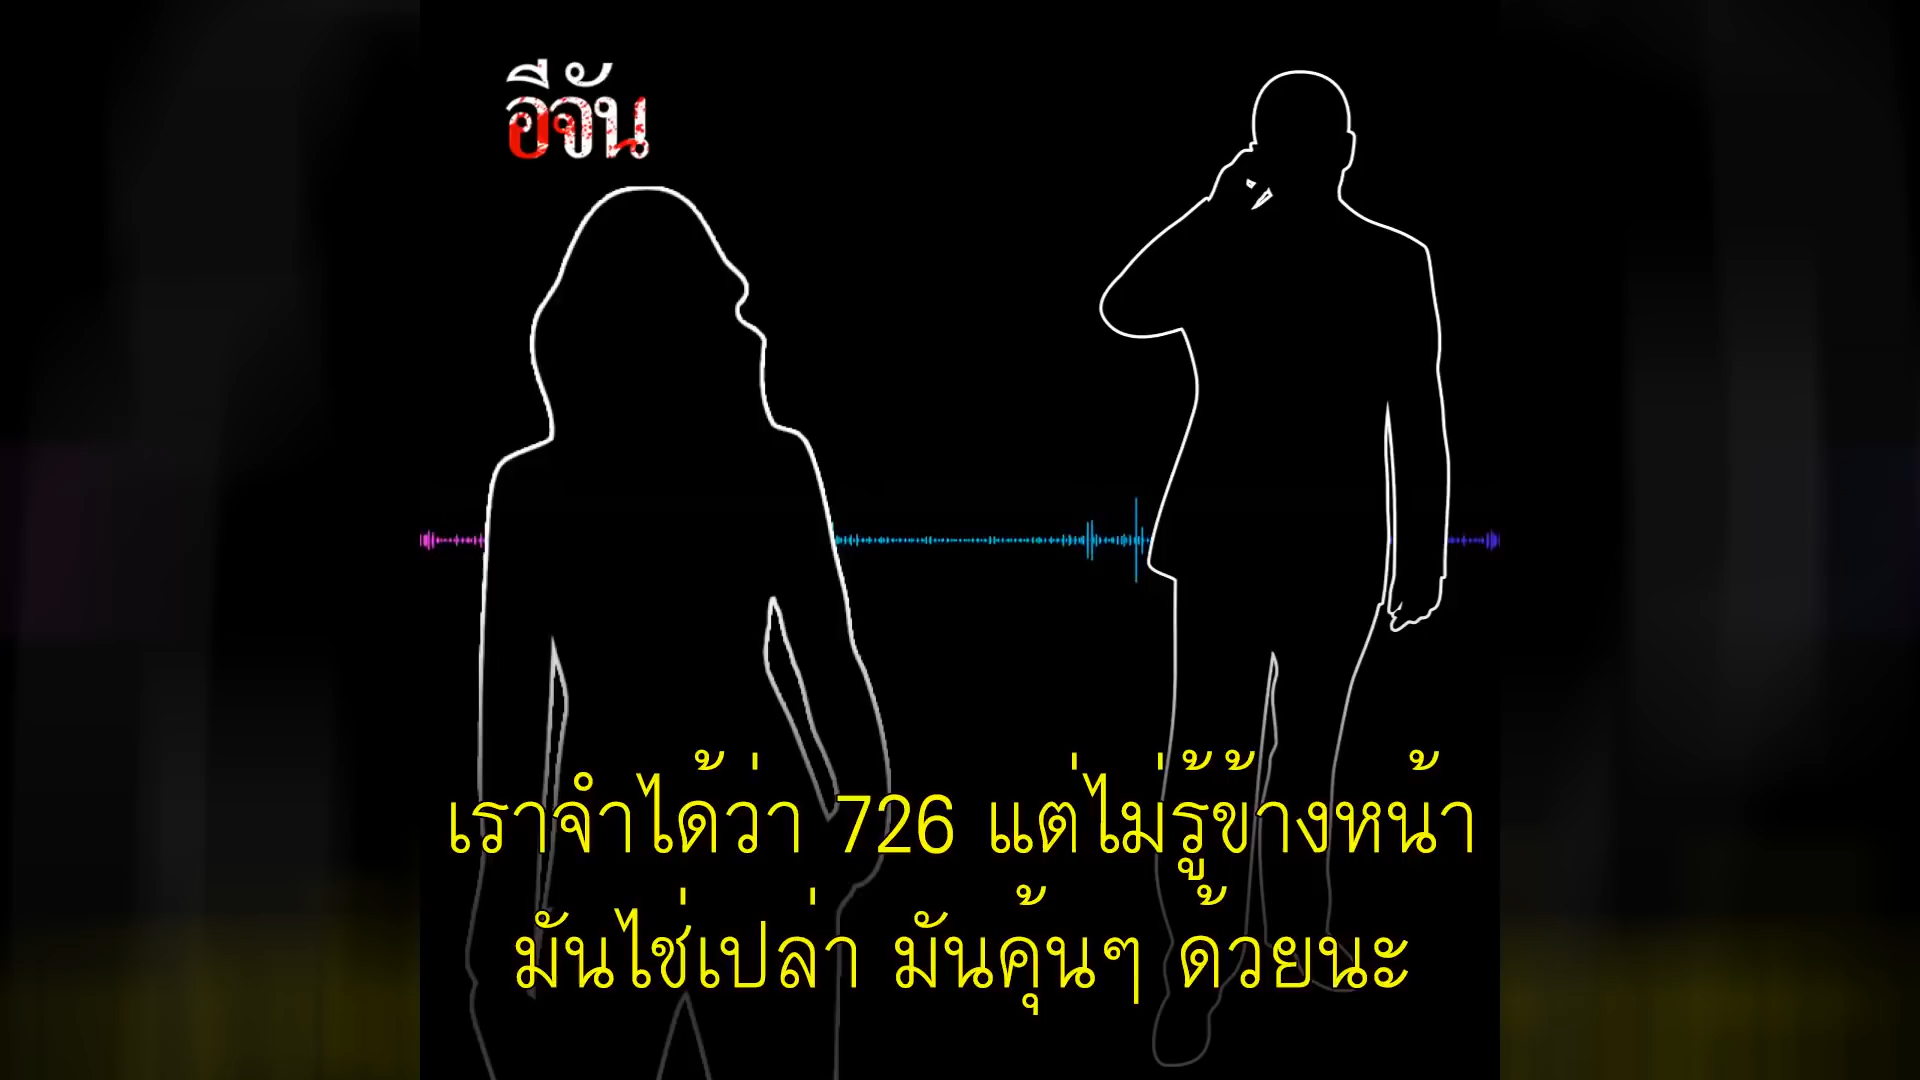 อีจัน
เราจำได้ว่า 726 แต่ไม่รู้ข้างหน้า
มันใช่เปล่า มันคุ้นๆ ด้วยนะ